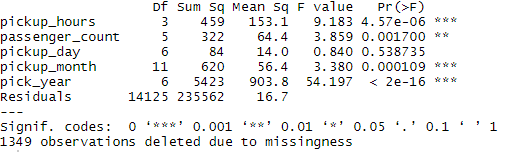 Df Sum Sq Mean Sq F value Pr(>F)
pickup_hours 3 459 153.1 9.183 4.57e-06 ***
passenger_count 5 322 64.4 3.859 0.001700 **
pickup_day 6 84 14.0 0.840 0.538735
pickup_month 11 620 56.4 3.380 0.000109 ***
pick_year 6 5423 903.8 54.197 < 2e-16 ***
Residuals 14125 235562 16.7
---
Signif. codes: 0 ‘***’ 0.001 ‘**’ 0.01 ‘*’ 0.05 ‘.’ 0.1 ‘ ’ 1
1349 observations deleted due to missingness